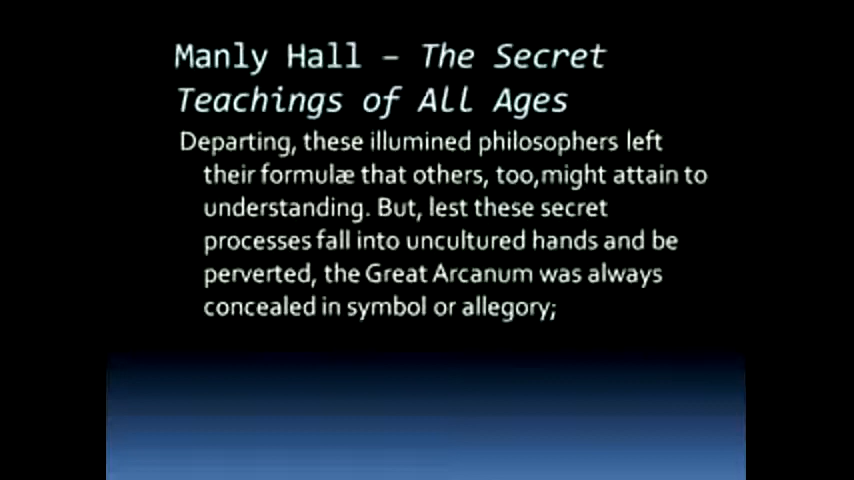 Manly Hall – The Secret
Teachings of All Ages
Departing, these illumined philosophers left
their formulæ that others, too,might attain to
understanding. But, lest these secret
processes fall into uncultured hands and be
perverted, the Great Arcanum was always
concealed in symbol or allegory;